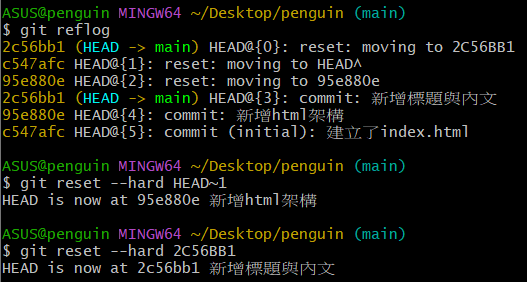 ASUS@penguin MINGW64 ~/Desktop/penguin (main)
$ git reflog
2c56bb1 (HEAD -> main) HEAD@{0}: reset: moving to 2C56BB1
c547afc HEAD@{1}: reset: moving to HEAD^
95e880e HEAD@{2}: reset: moving to 95e880e
2c56bb1 (HEAD -> main) HEAD@{3}: commit: 新增標題與內文
95e880e HEAD@{4}: commit: 新增html架構
c547afc HEAD@{5}: commit (initial): 建立了index.html
ASUS@penguin MINGW64 ~/Desktop/penguin (main)
$ git reset --hard HEAD~1
HEAD is now at 95e880e 新增html架構
ASUS@penguin MINGW64 ~/Desktop/penguin (main)
$ git reset --hard 2C56BB1
HEAD is now at 2c56bb1 新增標題與內文